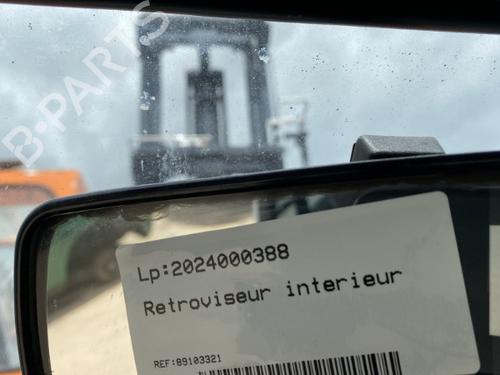 B-PARTS
Lp:2024000388
Retroviseur interieur
REF:89103321